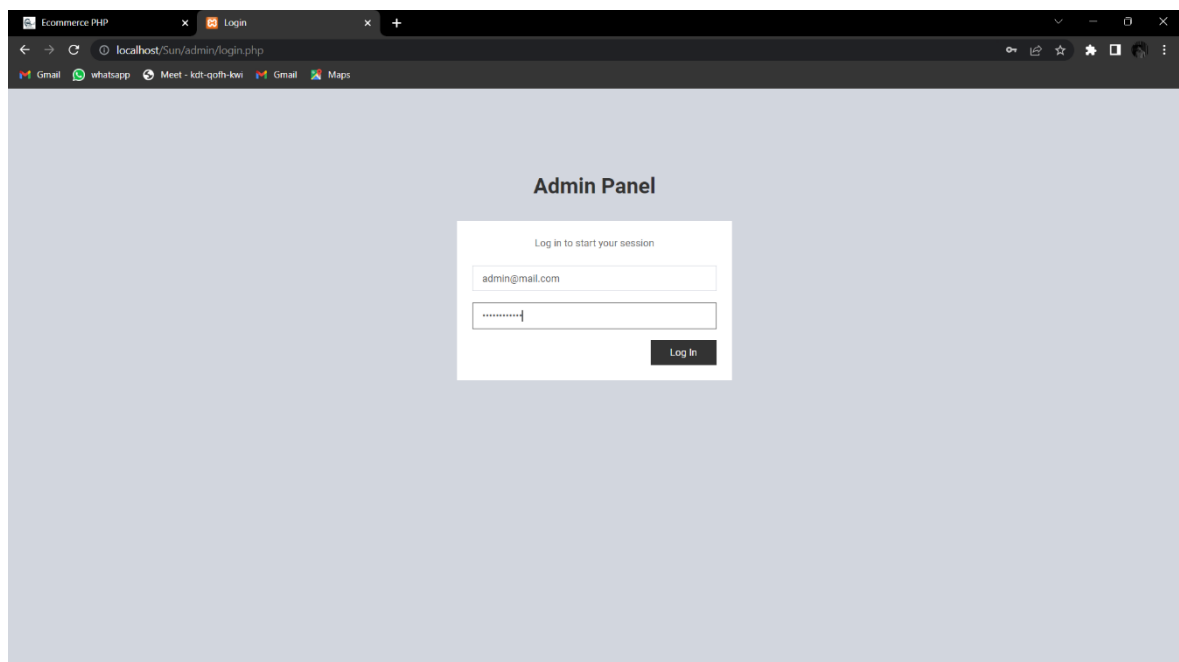 Ecommerce PHP Login
localhost/Sun/admin/login.php
Gmail whatsapp Meet - kdt-qofh-kwi Gmail Maps
Admin Panel
Log in to start your session
admin@mail.com
••••••••••••
Log In